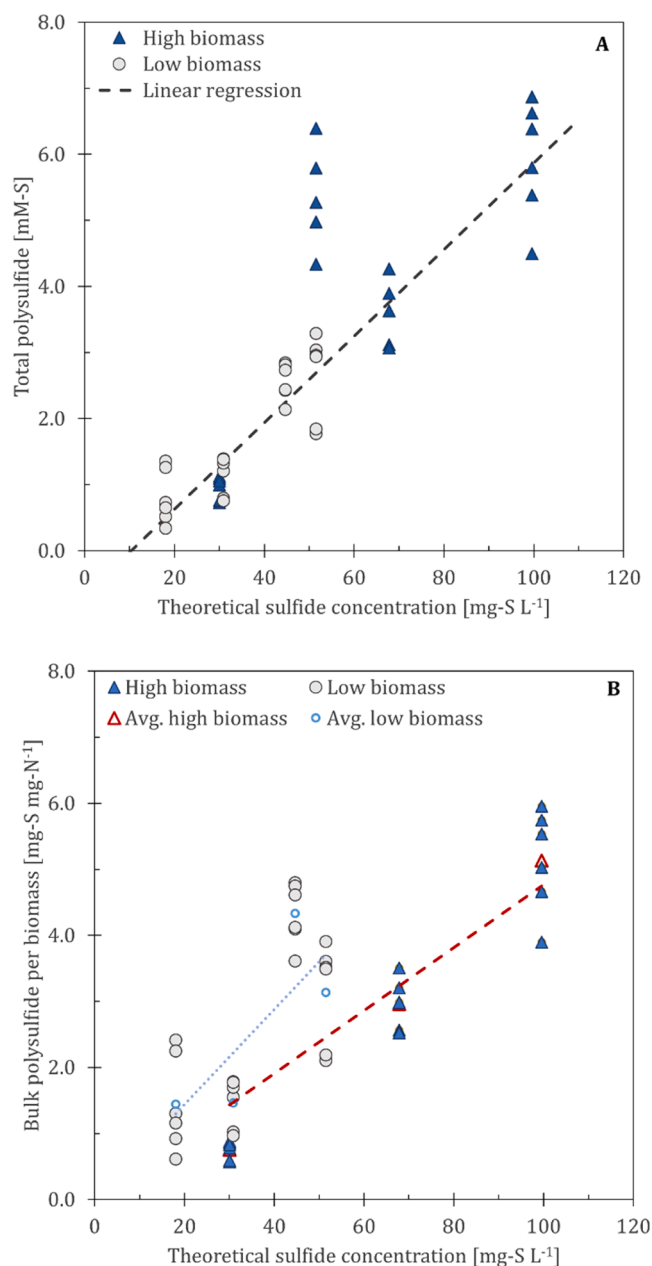 8.0
High biomass
A
Low biomass
Linear regression
6.0
4.0
2.0
0.0
Total polysulfide [mM-S]
0 20 40 60 80 100 120
Theoretical sulfide concentration [mg-S L-1]
8.0
High biomass Low biomass B
Avg. high biomass Avg. low biomass
6.0
4.0
2.0
0.0
Bulk polysulfide per biomass [mg-S mg-N-1]
0 20 40 60 80 100 120
Theoretical sulfide concentration [mg-S L-1]